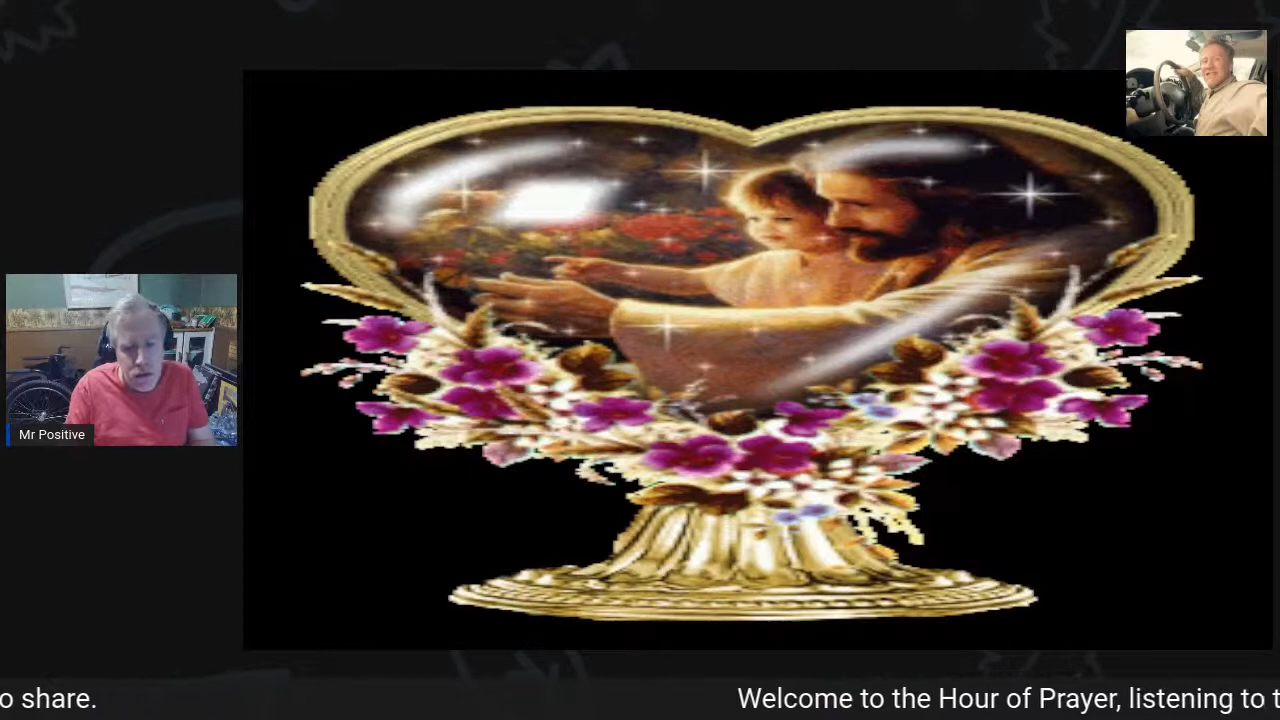 Mr Positive
o share.
Welcome to the Hour of Prayer, listening to t